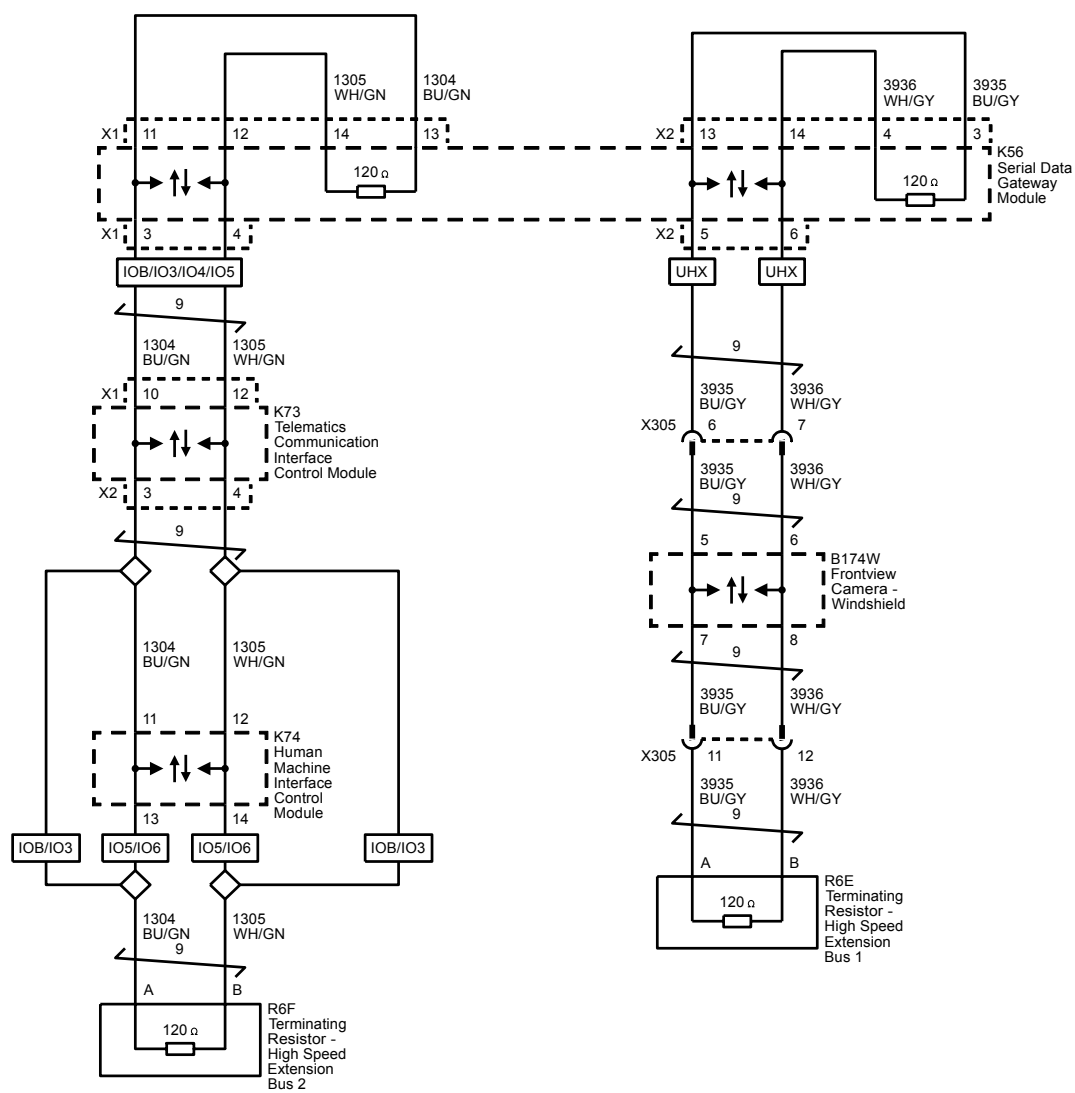 1305
WH/GN
1304
BU/GN
3936
WH/GY
3935
BU/GY
X1 11 12 14 13
X2 13 14 4 3
120 Ω
120 Ω
K56
Serial Data
Gateway
Module
X1 3 4
X2 5 6
IOB/IO3/IO4/IO5
UHX
UHX
9
1304
BU/GN
1305
WH/GN
9
3935
BU/GY
3936
WH/GY
X1 10 12
K73
Telematics
Communication
Interface
Control Module
X2 3 4
9
X305 6 7
3935
BU/GY
3936
WH/GY
9
5 6
B174W
Frontview
Camera -
Windshield
7 8
9
1304
BU/GN
1305
WH/GN
3935
BU/GY
3936
WH/GY
11 12
K74
Human
Machine
Interface
Control
Module
13 14
X305 11 12
3935
BU/GY
3936
WH/GY
9
IOB/IO3
IO5/IO6
IO5/IO6
IOB/IO3
1304
BU/GN
1305
WH/GN
9
A B
R6E
Terminating
Resistor -
High Speed
Extension
Bus 1
120 Ω
A B
R6F
Terminating
Resistor -
High Speed
Extension
Bus 2
120 Ω